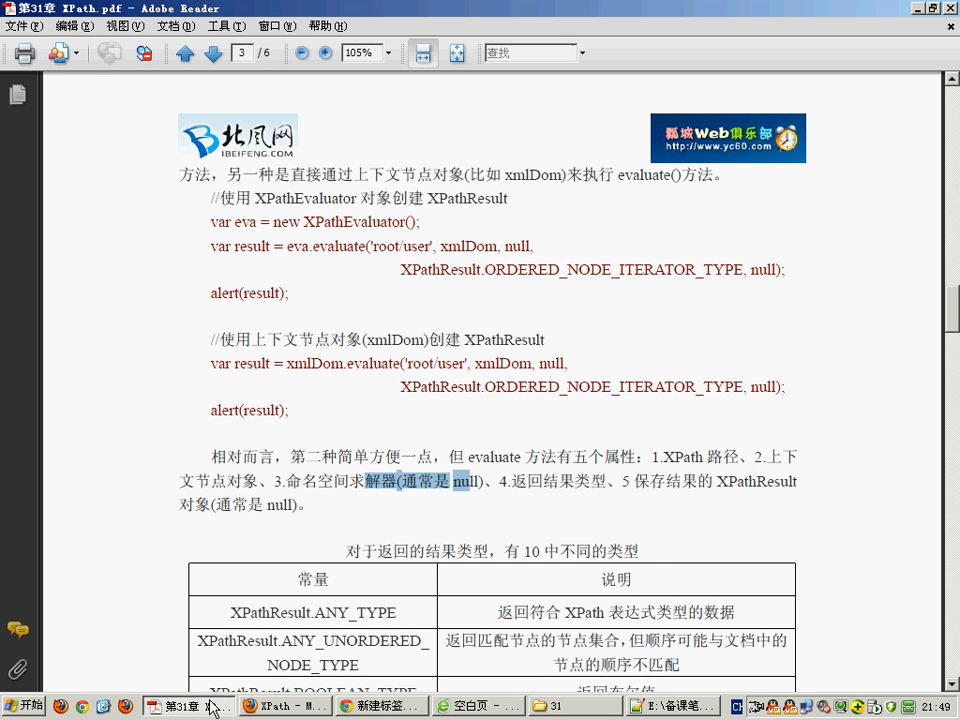 第31章 XPath.pdf - Adobe Reader
文件(F) 编辑(E) 视图(V) 文档(D) 工具(T) 窗口(W) 帮助(H)
3 / 6 105% 查找
北风网 IBEIFENG.COM
瓢城Web俱乐部 http://www.yc60.com
方法，另一种是直接通过上下文节点对象(比如 xmlDom)来执行 evaluate()方法。
//使用 XPathEvaluator 对象创建 XPathResult
var eva = new XPathEvaluator();
var result = eva.evaluate('root/user', xmlDom, null,
XPathResult.ORDERED_NODE_ITERATOR_TYPE, null);
alert(result);
//使用上下文节点对象(xmlDom)创建 XPathResult
var result = xmlDom.evaluate('root/user', xmlDom, null,
XPathResult.ORDERED_NODE_ITERATOR_TYPE, null);
alert(result);
相对而言，第二种简单方便一点，但 evaluate 方法有五个属性：1.XPath 路径、2.上下
文节点对象、3.命名空间求解器(通常是 null)、4.返回结果类型、5 保存结果的 XPathResult
对象(通常是 null)。
对于返回的结果类型，有 10 中不同的类型
常量 说明
XPathResult.ANY_TYPE 返回符合 XPath 表达式类型的数据
XPathResult.ANY_UNORDERED_ 返回匹配节点的节点集合，但顺序可能与文档中的
NODE_TYPE 节点的顺序不匹配
XPathResult.BOOLEAN_TYPE 返回布尔值
开始 第31章 X... XPath - M... 新建标签... 空白页 - ... 31 E:\备课笔... 21:49